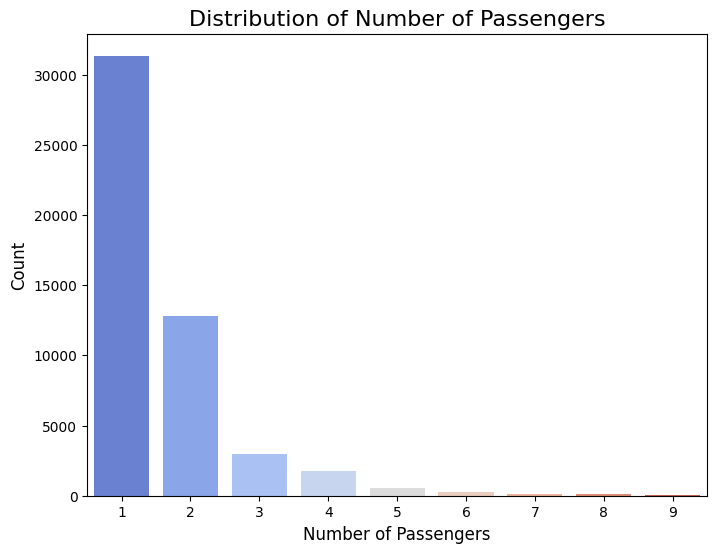 Distribution of Number of Passengers
30000
25000
20000
15000
10000
5000
0
Count
1 2 3 4 5 6 7 8 9
Number of Passengers